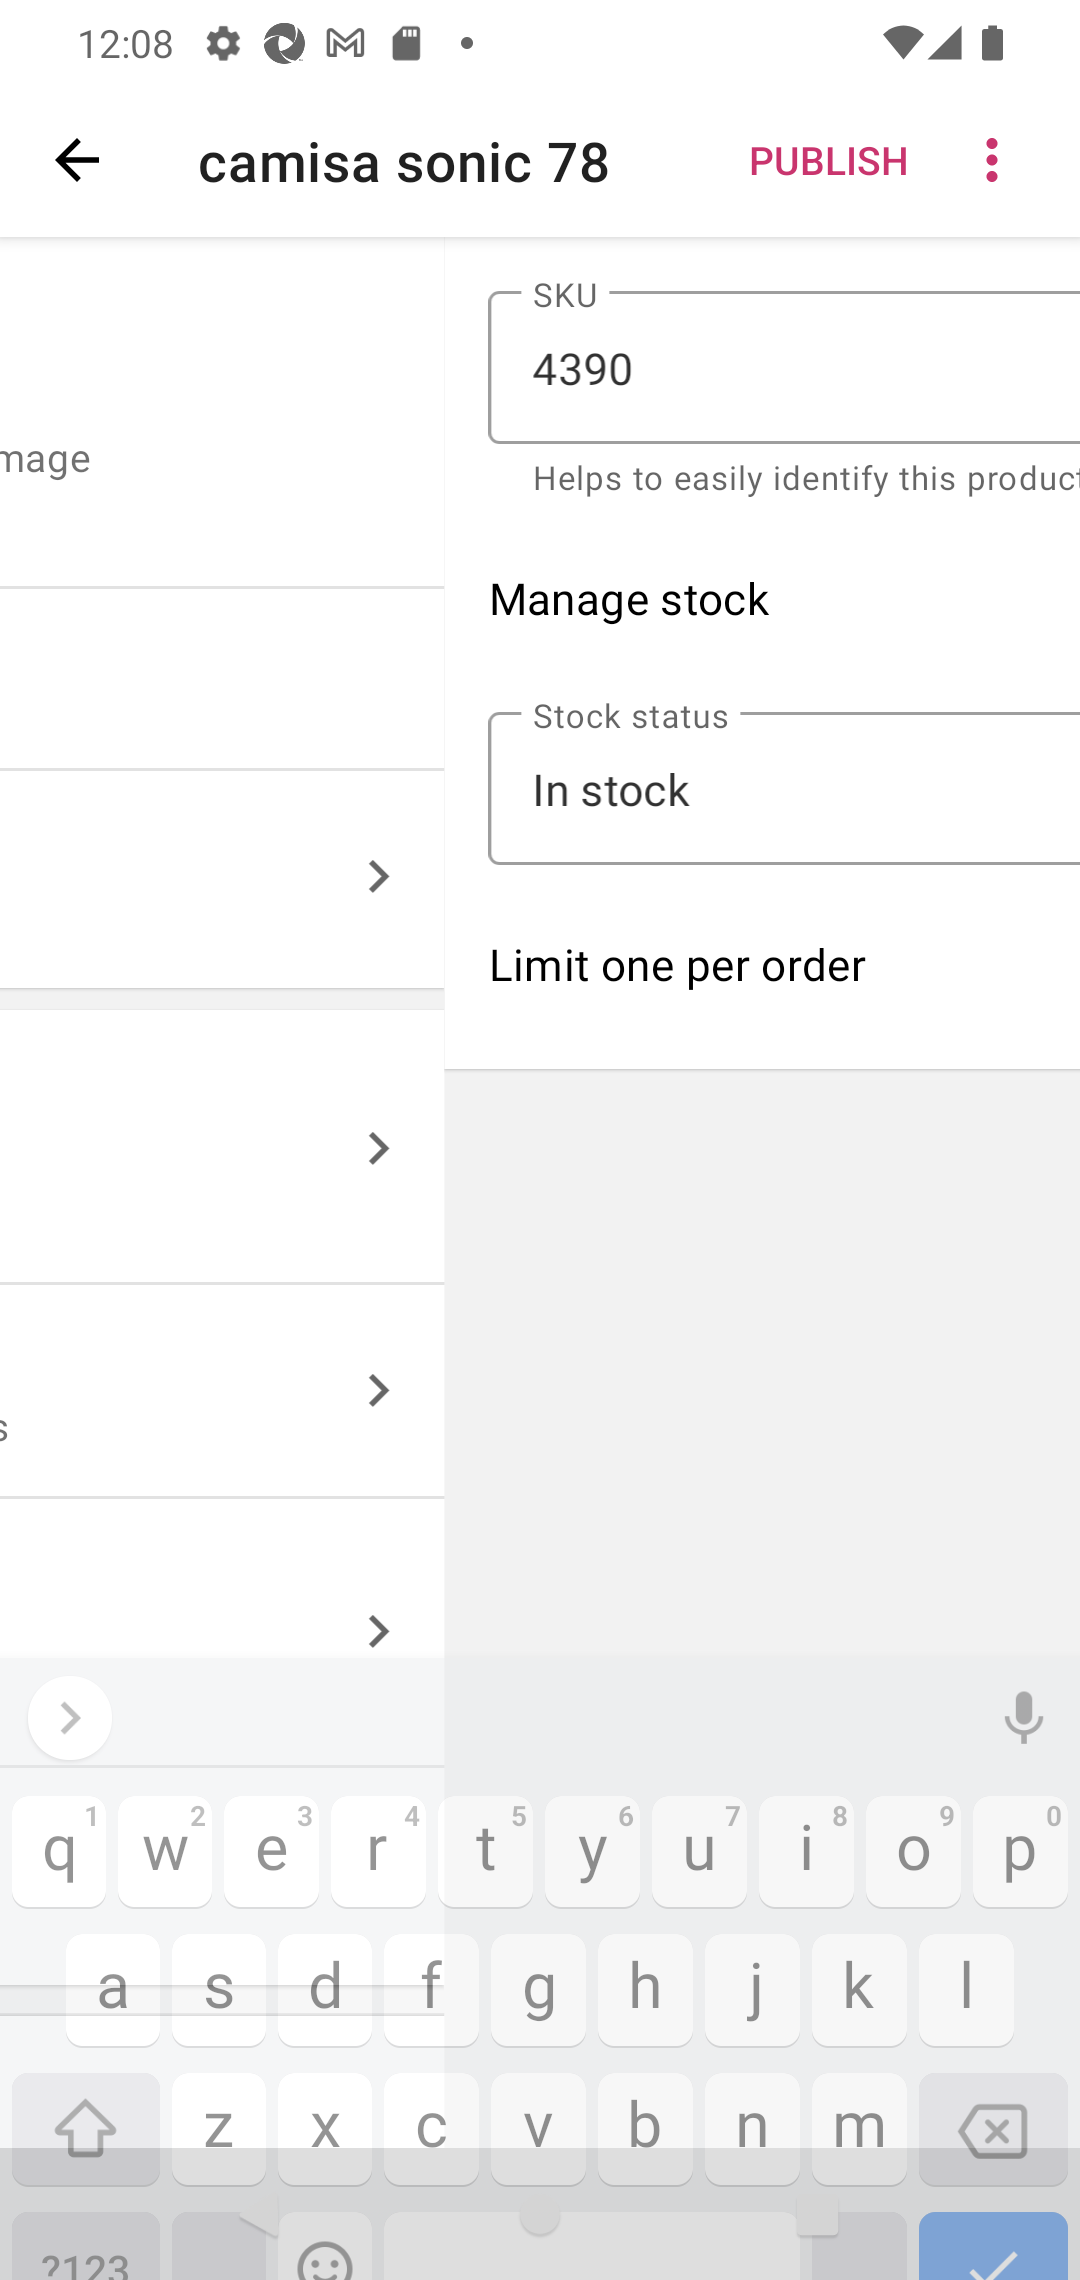 12:08
camisa sonic 78
PUBLISH
SKU
4390
mage
Helps to easily identify this product
Manage stock
Stock status
In stock
Limit one per order
s
1 2 3 4 5 6 7 8 9 0
q w e r t y u i o p
a s d f g h j k l
z x c v b n m
?123